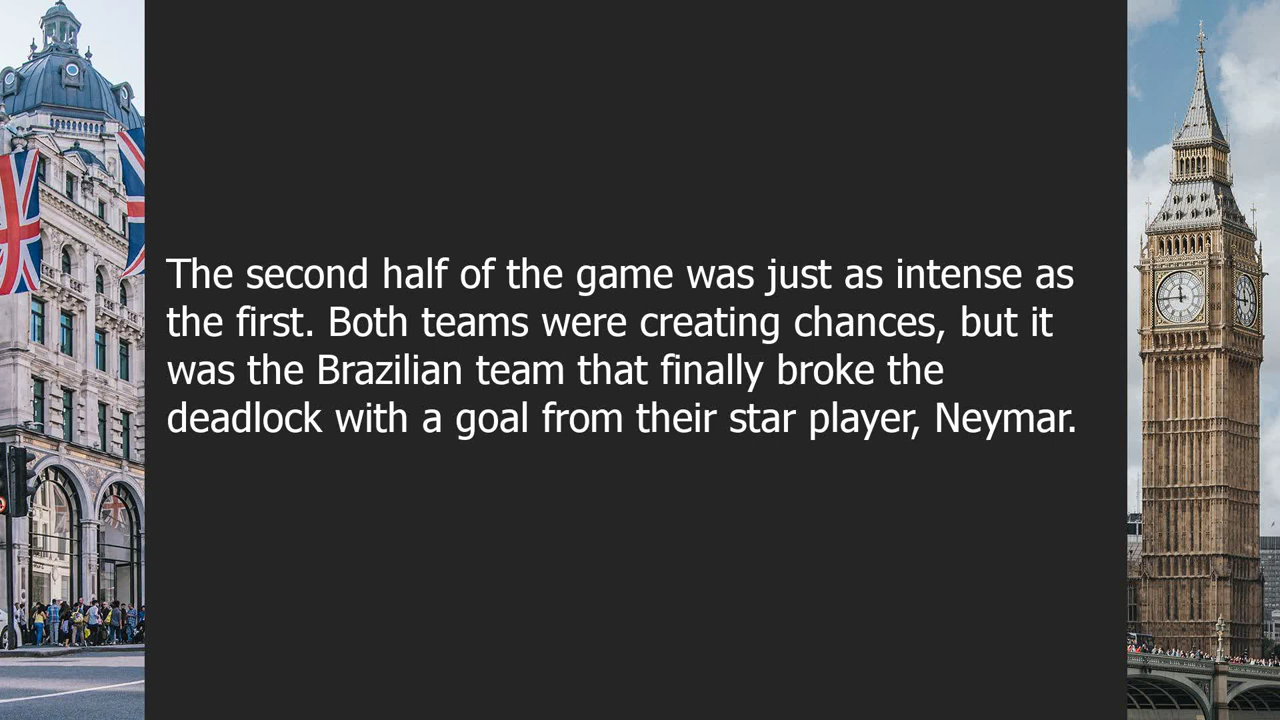 The second half of the game was just as intense as
the first. Both teams were creating chances, but it
was the Brazilian team that finally broke the
deadlock with a goal from their star player, Neymar.